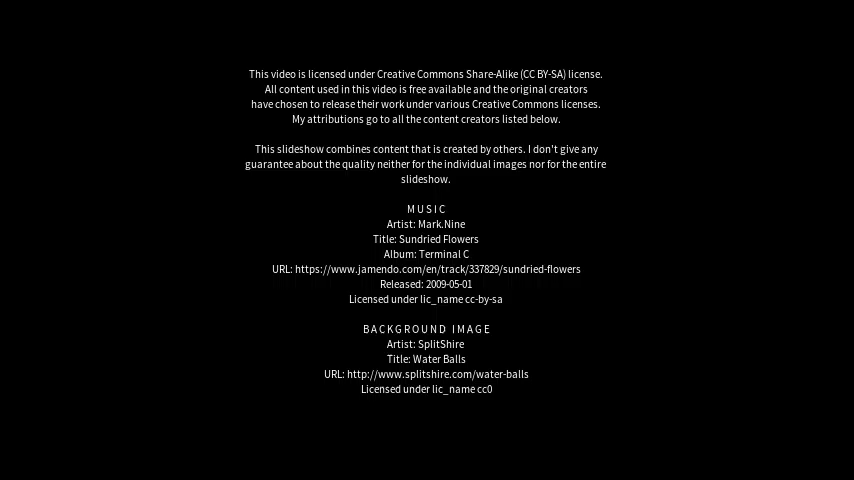 This video is licensed under Creative Commons Share-Alike (CC BY-SA) license.
All content used in this video is free available and the original creators
have chosen to release their work under various Creative Commons licenses.
My attributions go to all the content creators listed below.
This slideshow combines content that is created by others. I don't give any
guarantee about the quality neither for the individual images nor for the entire
slideshow.
MUSIC
Artist: Mark.Nine
Title: Sundried Flowers
Album: Terminal C
URL: https://www.jamendo.com/en/track/337829/sundried-flowers
Released: 2009-05-01
Licensed under lic_name cc-by-sa
BACKGROUND IMAGE
Artist: SplitShire
Title: Water Balls
URL: http://www.splitshire.com/water-balls
Licensed under lic_name cc0